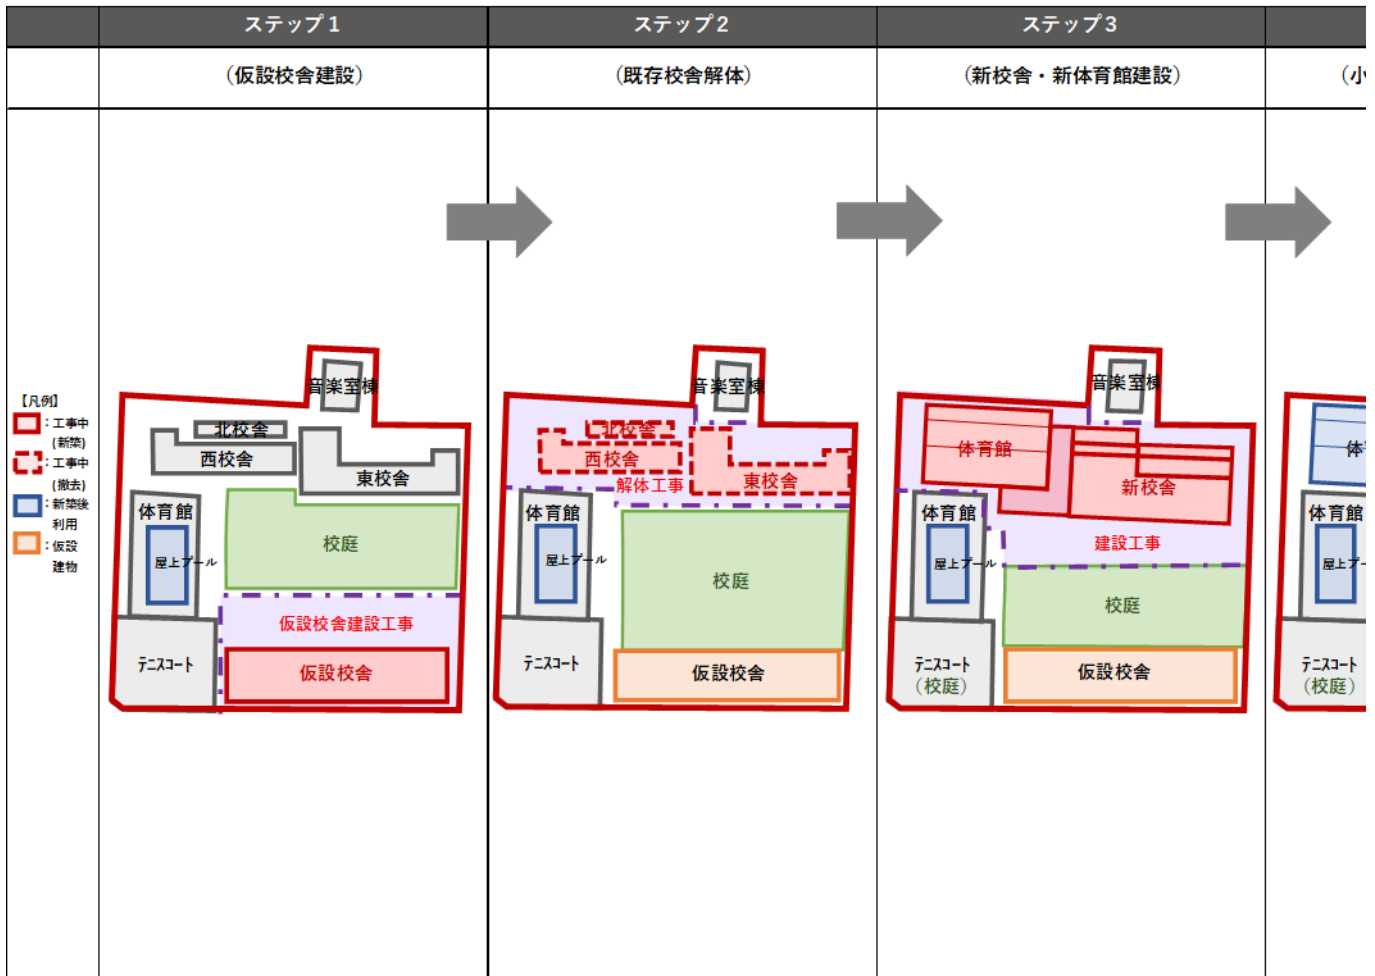 ステップ1
ステップ2
ステップ3
（仮設校舎建設）
（既存校舎解体）
（新校舎・新体育館建設）
（小
【凡例】
：工事中
(新築)
：工事中
(撤去)
：新築後
利用
：仮設
建物
音楽室棟
北校舎
西校舎
東校舎
体育館
屋上プール
校庭
仮設校舎建設工事
テニスコート
仮設校舎
音楽室棟
北校舎
西校舎
東校舎
解体工事
体育館
屋上プール
校庭
テニスコート
仮設校舎
音楽室棟
体育館
新校舎
体育館
建設工事
屋上プール
校庭
テニスコート
（校庭）
仮設校舎
体
体育館
屋上プー
テニスコート
（校庭）